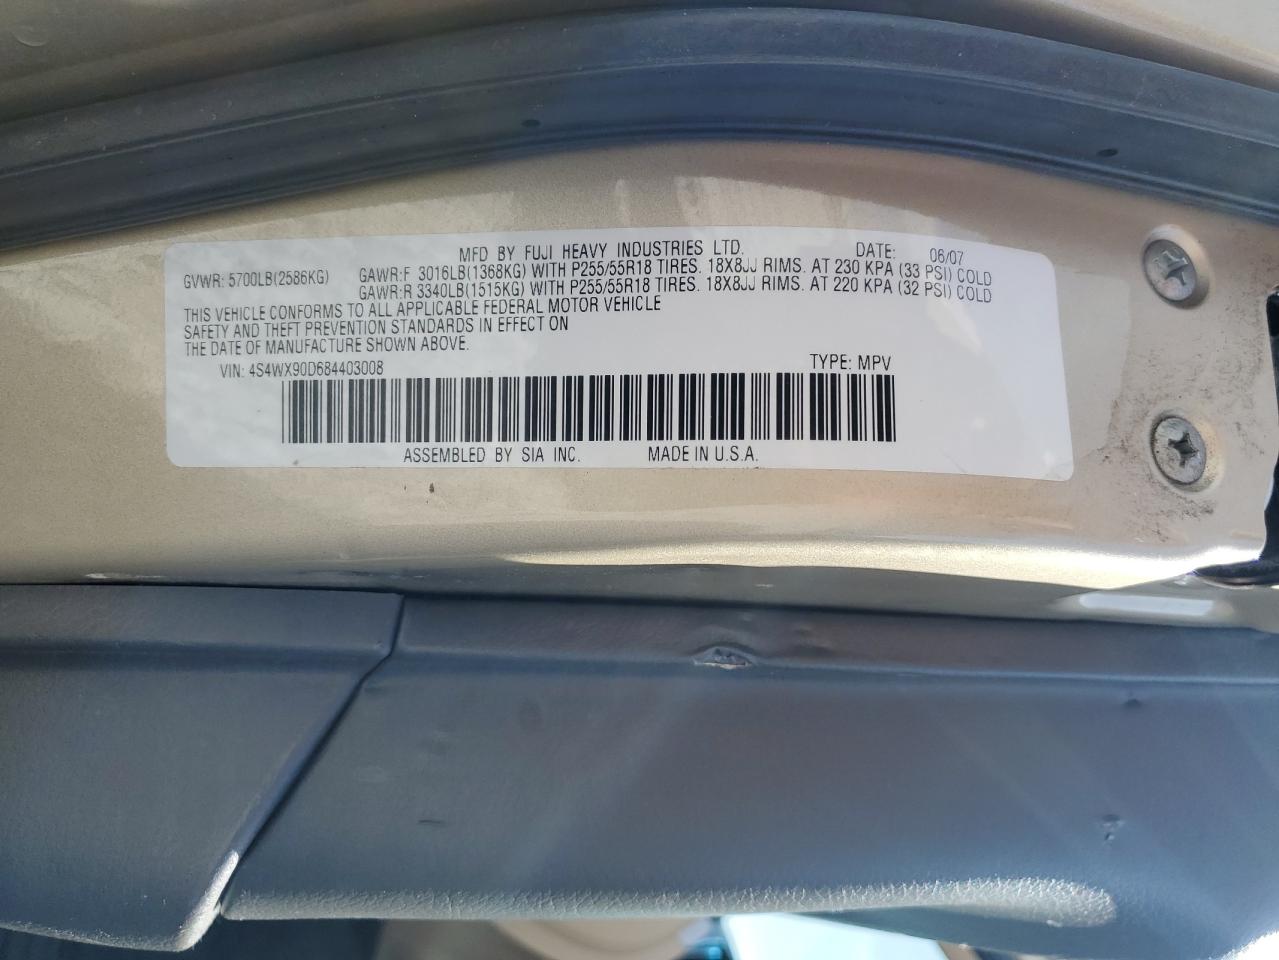 MFD BY FUJI HEAVY INDUSTRIES LTD. DATE: 06/07
GVWR: 5700LB(2586KG) GAWR:F 3016LB(1368KG) WITH P255/55R18 TIRES. 18X8JJ RIMS. AT 230 KPA (33 PSI) COLD
GAWR:R 3340LB(1515KG) WITH P255/55R18 TIRES. 18X8JJ RIMS. AT 220 KPA (32 PSI) COLD
THIS VEHICLE CONFORMS TO ALL APPLICABLE FEDERAL MOTOR VEHICLE
SAFETY AND THEFT PREVENTION STANDARDS IN EFFECT ON
THE DATE OF MANUFACTURE SHOWN ABOVE.
VIN: 4S4WX90D684403008 TYPE: MPV
ASSEMBLED BY SIA INC. MADE IN U.S.A.